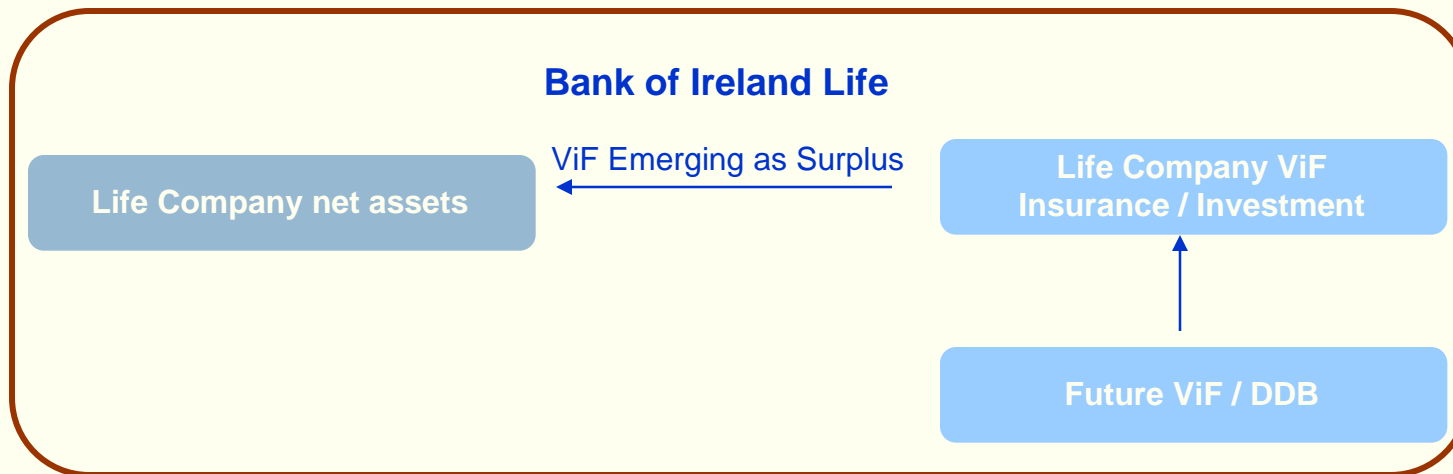 Bank of Ireland Life
ViF Emerging as Surplus
Life Company net assets
Life Company ViF
Insurance / Investment
Future ViF / DDB